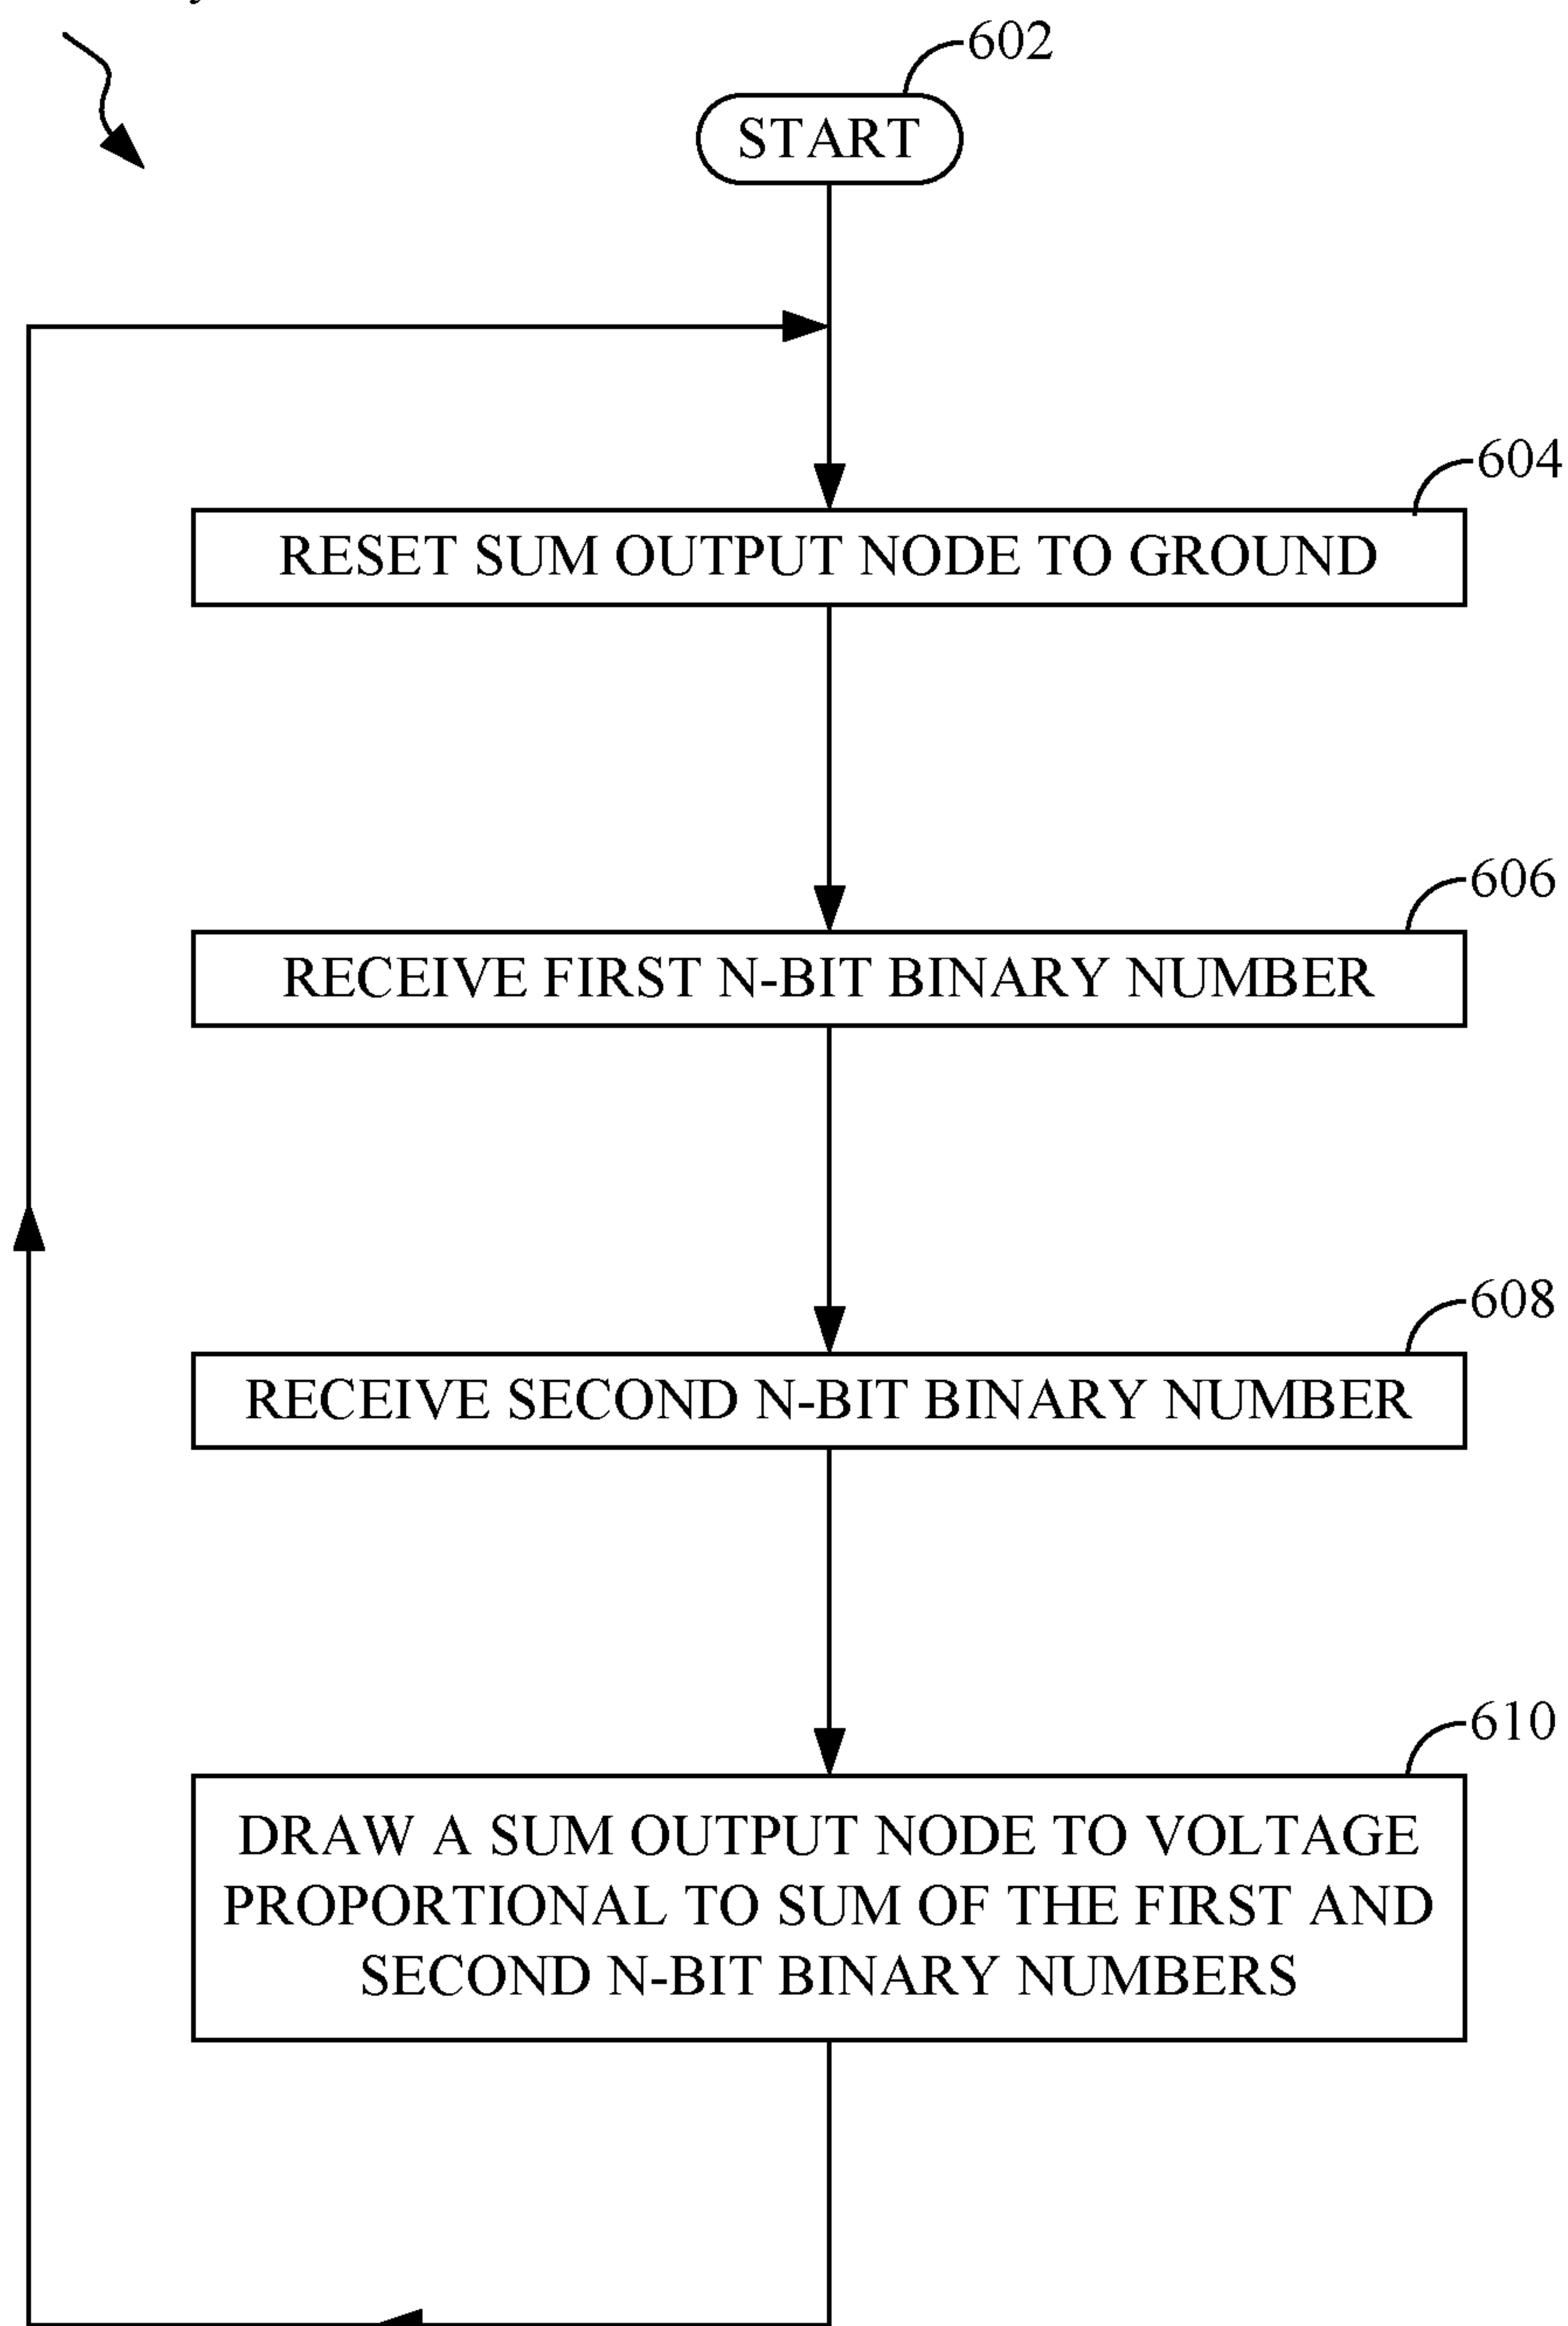 602
START
604
RESET SUM OUTPUT NODE TO GROUND
606
RECEIVE FIRST N-BIT BINARY NUMBER
608
RECEIVE SECOND N-BIT BINARY NUMBER
610
DRAW A SUM OUTPUT NODE TO VOLTAGE
PROPORTIONAL TO SUM OF THE FIRST AND
SECOND N-BIT BINARY NUMBERS